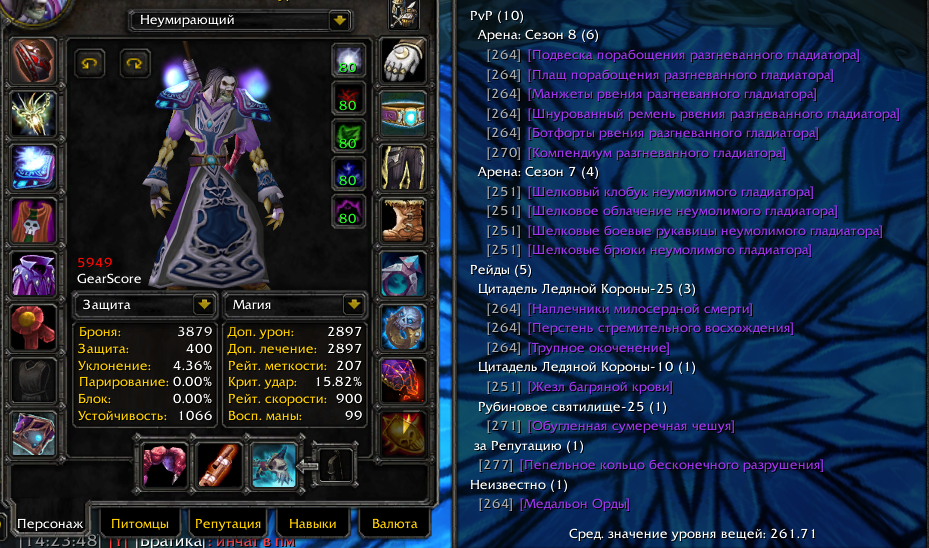 Неумирающий
80
80
80
80
80
5949
GearScore
Защита
Магия
Броня: 3879
Защита: 400
Уклонение: 4.36%
Парирование: 0.00%
Блок: 0.00%
Устойчивость: 1066
Доп. урон: 2897
Доп. лечение: 2897
Рейт. меткости: 207
Крит. удар: 15.82%
Рейт. скорости: 900
Восп. маны: 99
Персонаж
Питомцы
Репутация
Навыки
Валюта
[14:23:48] [1] [Братика]: инчат в пм
PvP (10)
Арена: Сезон 8 (6)
[264] [Подвеска порабощения разгневанного гладиатора]
[264] [Плащ порабощения разгневанного гладиатора]
[264] [Манжеты рвения разгневанного гладиатора]
[264] [Шнурованный ремень рвения разгневанного гладиатора]
[264] [Ботфорты рвения разгневанного гладиатора]
[270] [Компендиум разгневанного гладиатора]
Арена: Сезон 7 (4)
[251] [Шелковый клобук неумолимого гладиатора]
[251] [Шелковое облачение неумолимого гладиатора]
[251] [Шелковые боевые рукавицы неумолимого гладиатора]
[251] [Шелковые брюки неумолимого гладиатора]
Рейды (5)
Цитадель Ледяной Короны-25 (3)
[264] [Наплечники милосердной смерти]
[264] [Перстень стремительного восхождения]
[264] [Трупное окоченение]
Цитадель Ледяной Короны-10 (1)
[251] [Жезл багряной крови]
Рубиновое святилище-25 (1)
[271] [Обугленная сумеречная чешуя]
за Репутацию (1)
[277] [Пепельное кольцо бесконечного разрушения]
Неизвестно (1)
[264] [Медальон Орды]
Сред. значение уровня вещей: 261.71